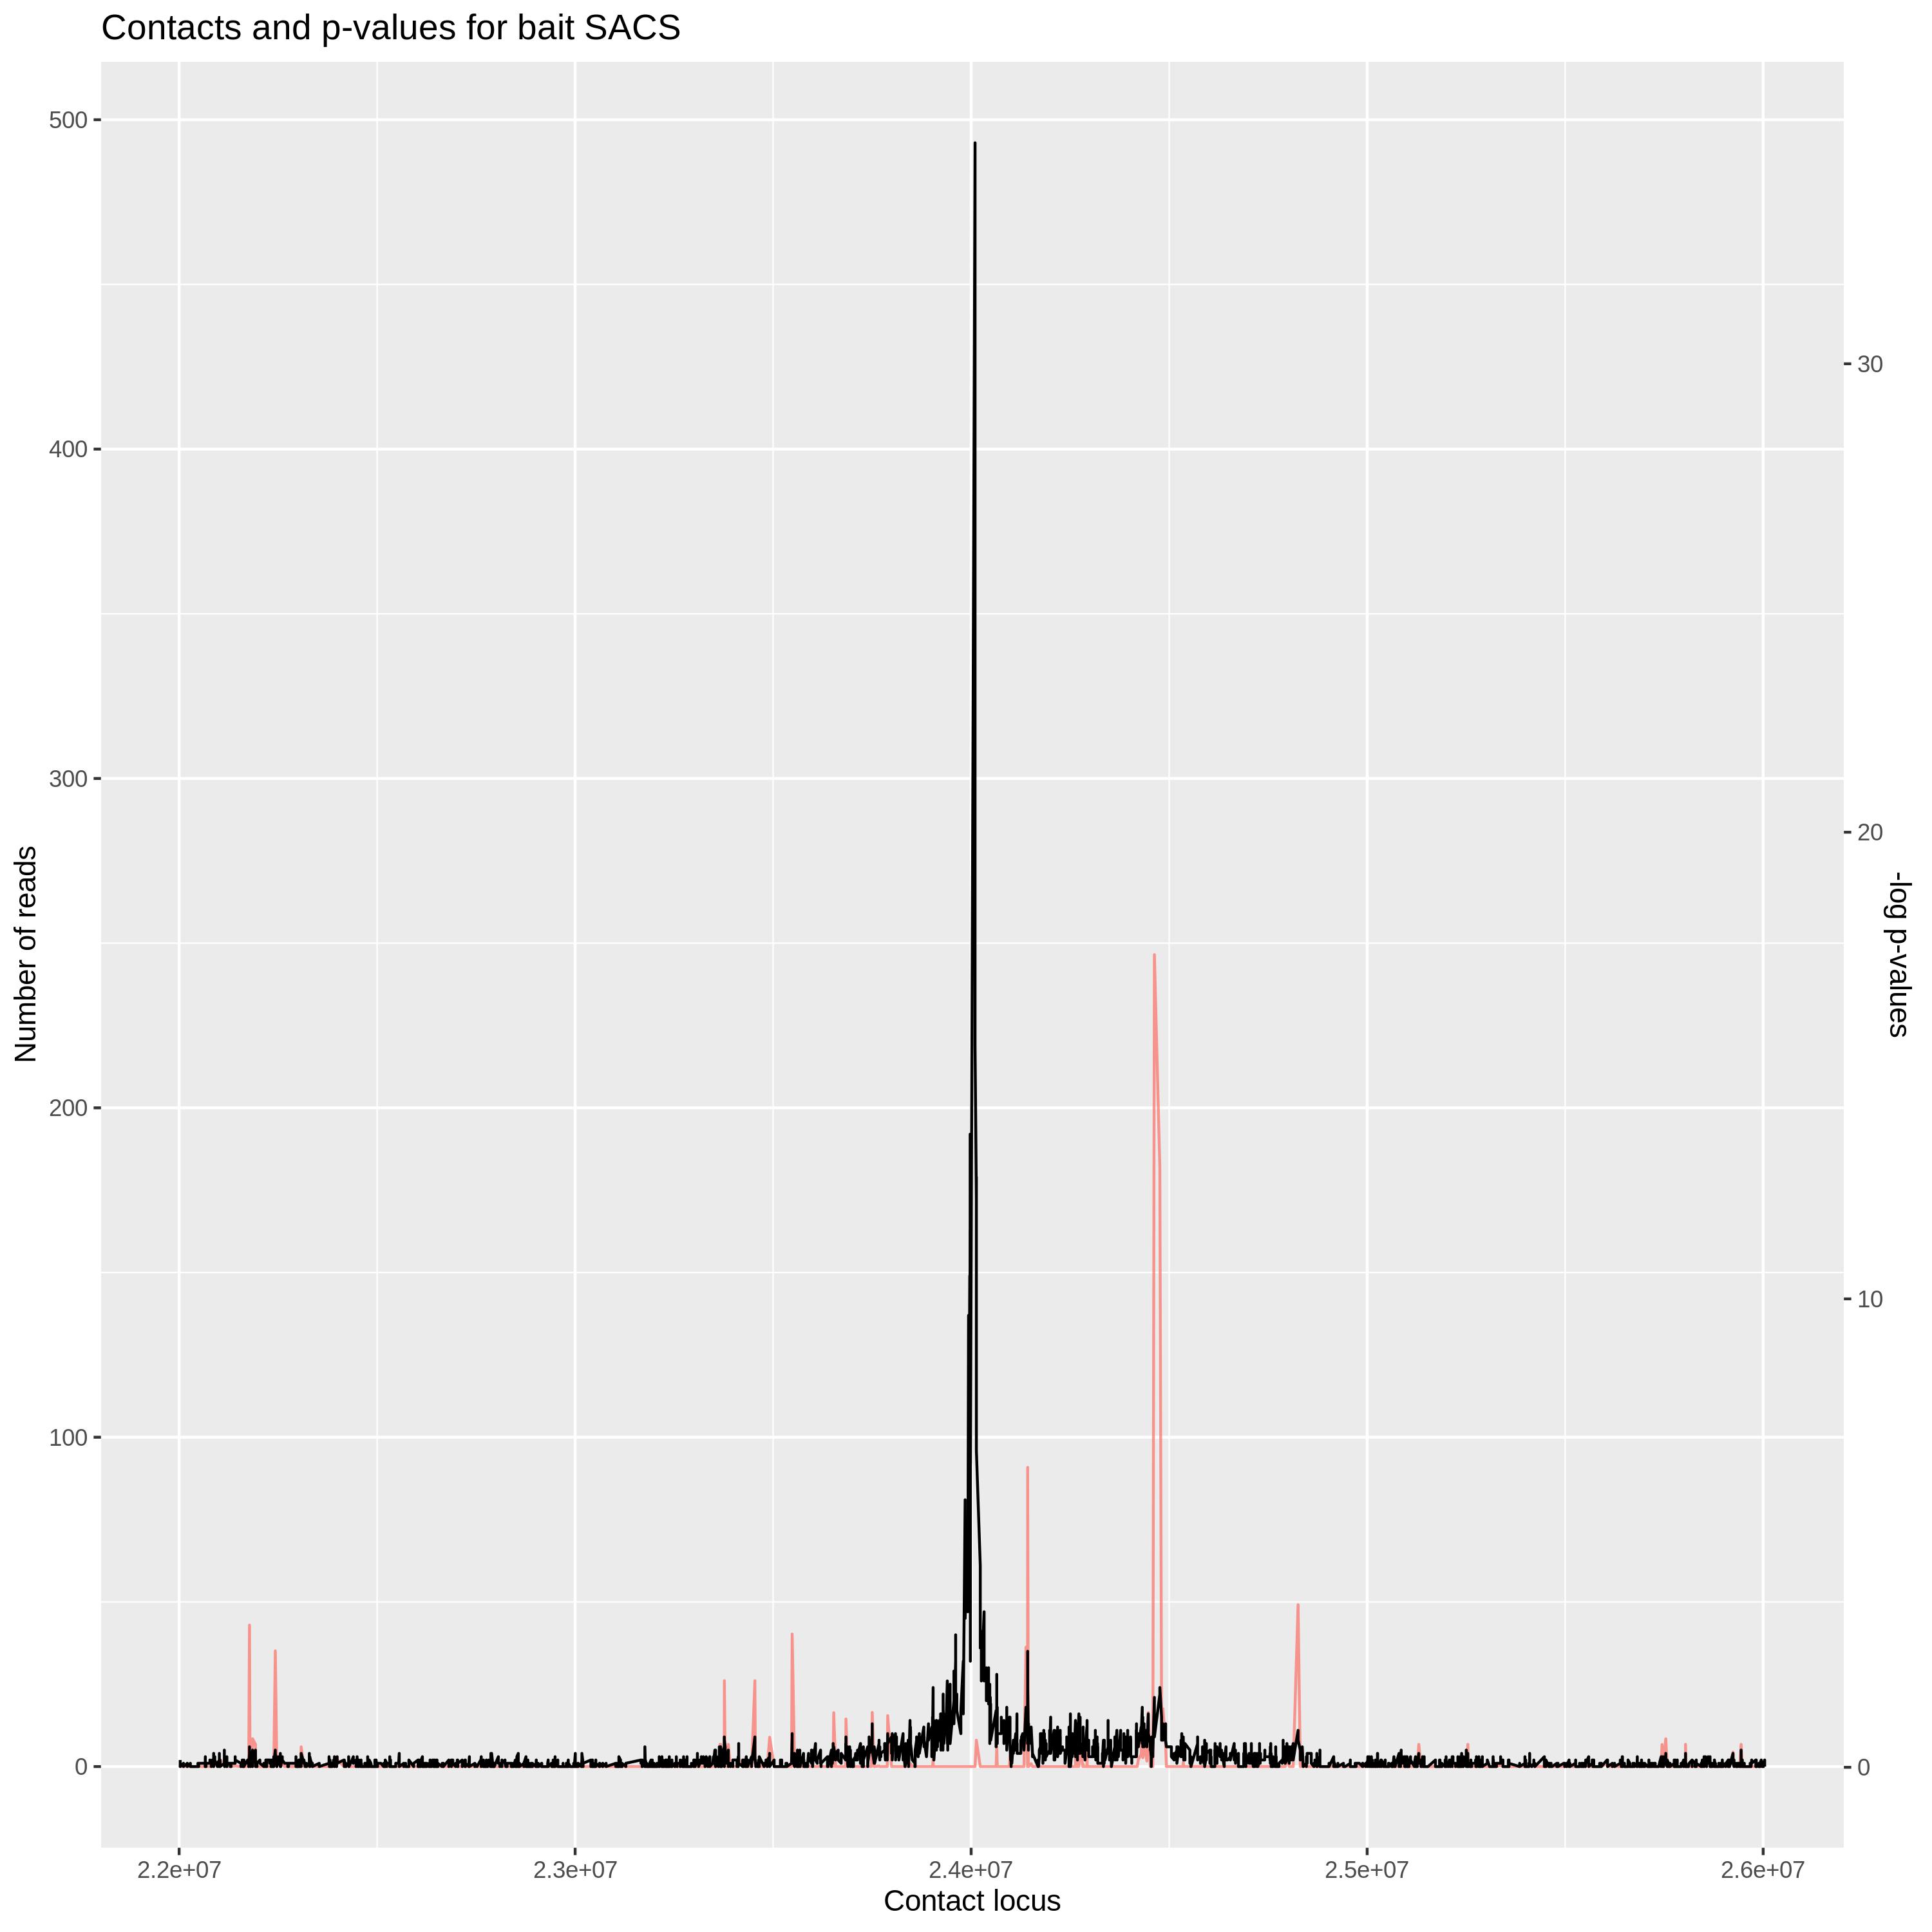 Contacts and p-values for bait SACS
500
400
300
200
100
0
Number of reads
30
20
10
0
-log p-values
2.2e+07
2.3e+07
2.4e+07
2.5e+07
2.6e+07
Contact locus